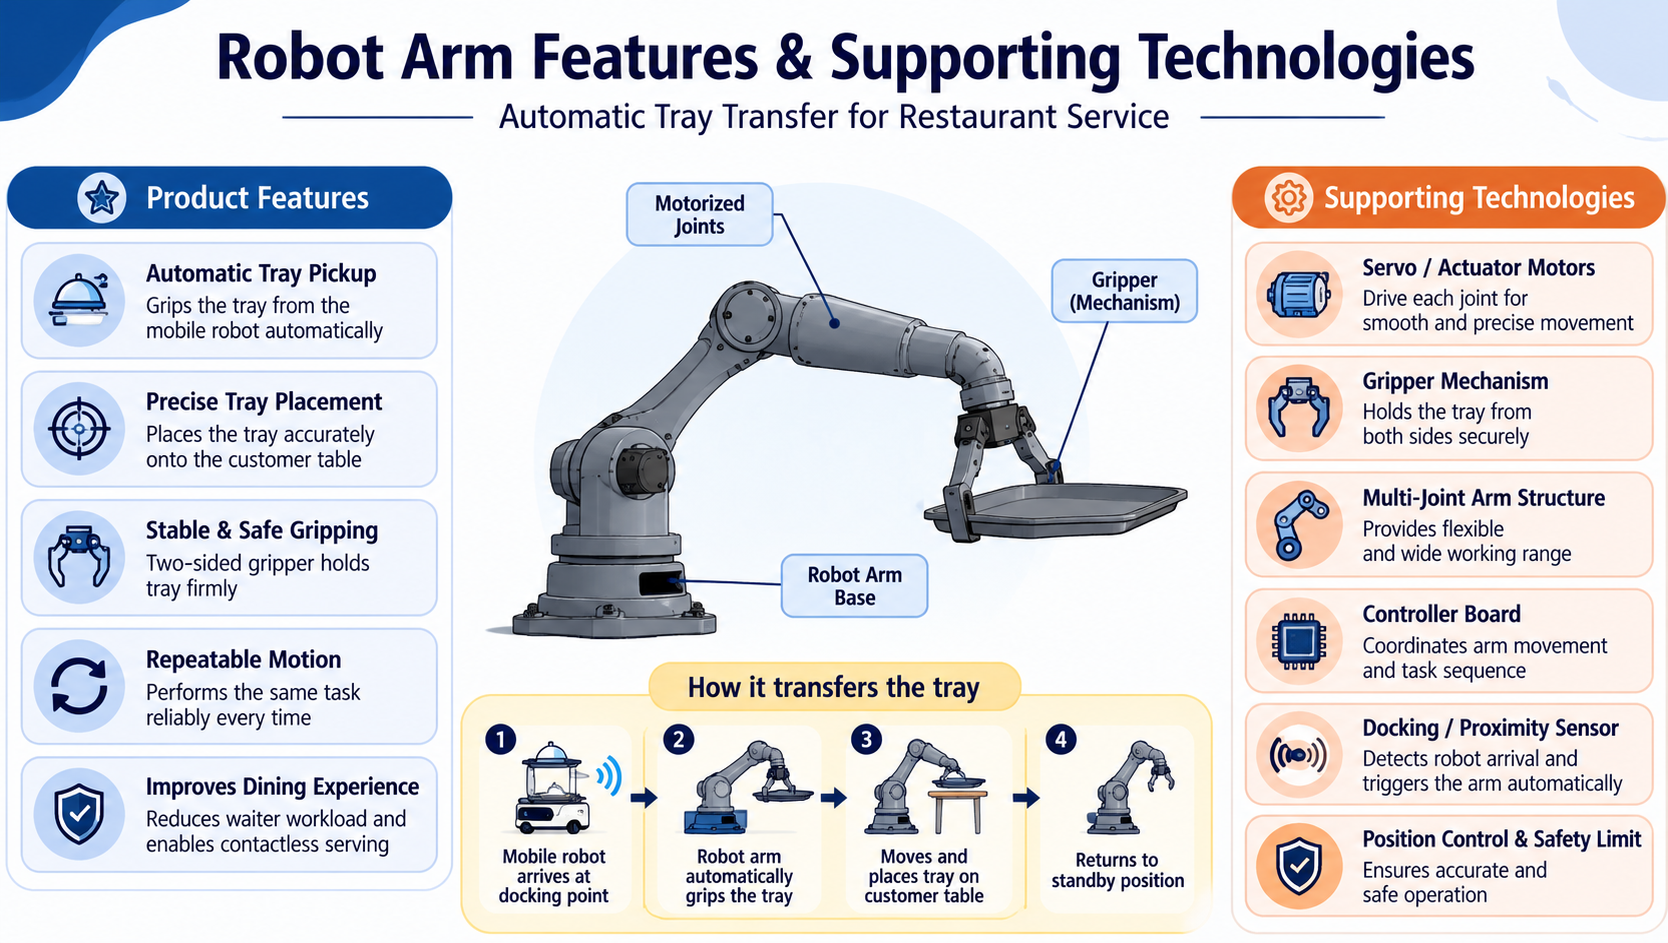 Robot Arm Features & Supporting Technologies
Automatic Tray Transfer for Restaurant Service
Product Features
Automatic Tray Pickup
Grips the tray from the
mobile robot automatically
Precise Tray Placement
Places the tray accurately
onto the customer table
Stable & Safe Gripping
Two-sided gripper holds
tray firmly
Repeatable Motion
Performs the same task
reliably every time
Improves Dining Experience
Reduces waiter workload and
enables contactless serving
Motorized
Joints
Gripper
(Mechanism)
Robot Arm
Base
How it transfers the tray
1
Mobile robot
arrives at
docking point
2
Robot arm
automatically
grips the tray
3
Moves and
places tray on
customer table
4
Returns to
standby position
Supporting Technologies
Servo / Actuator Motors
Drive each joint for
smooth and precise movement
Gripper Mechanism
Holds the tray from
both sides securely
Multi-Joint Arm Structure
Provides flexible
and wide working range
Controller Board
Coordinates arm movement
and task sequence
Docking / Proximity Sensor
Detects robot arrival and
triggers the arm automatically
Position Control & Safety Limit
Ensures accurate and
safe operation